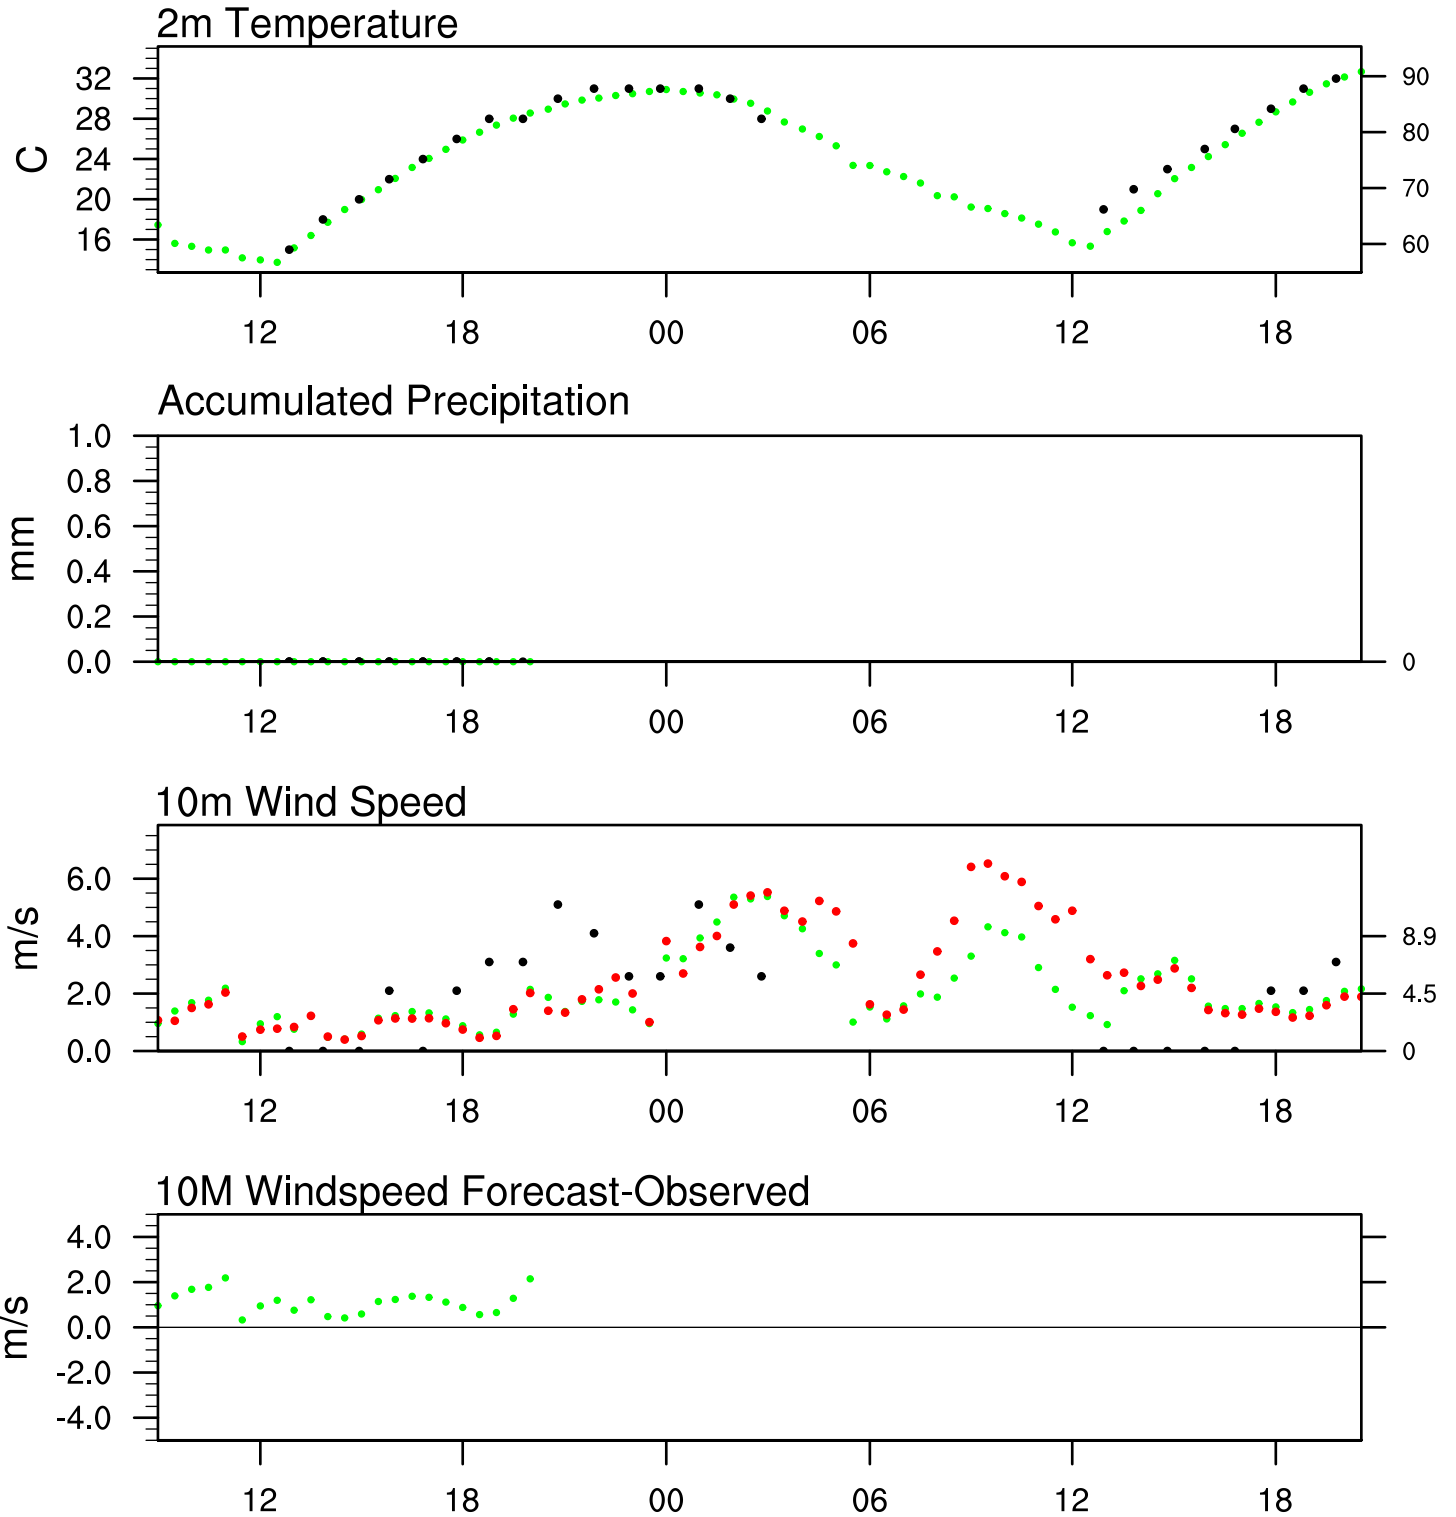 2m Temperature
32
28
24
20
16
C
90
80
70
60
12 18 00 06 12 18
Accumulated Precipitation
1.0
0.8
0.6
0.4
0.2
0.0
mm
0
12 18 00 06 12 18
10m Wind Speed
6.0
4.0
2.0
0.0
m/s
8.9
4.5
0
12 18 00 06 12 18
10M Windspeed Forecast-Observed
4.0
2.0
0.0
-2.0
-4.0
m/s
12 18 00 06 12 18